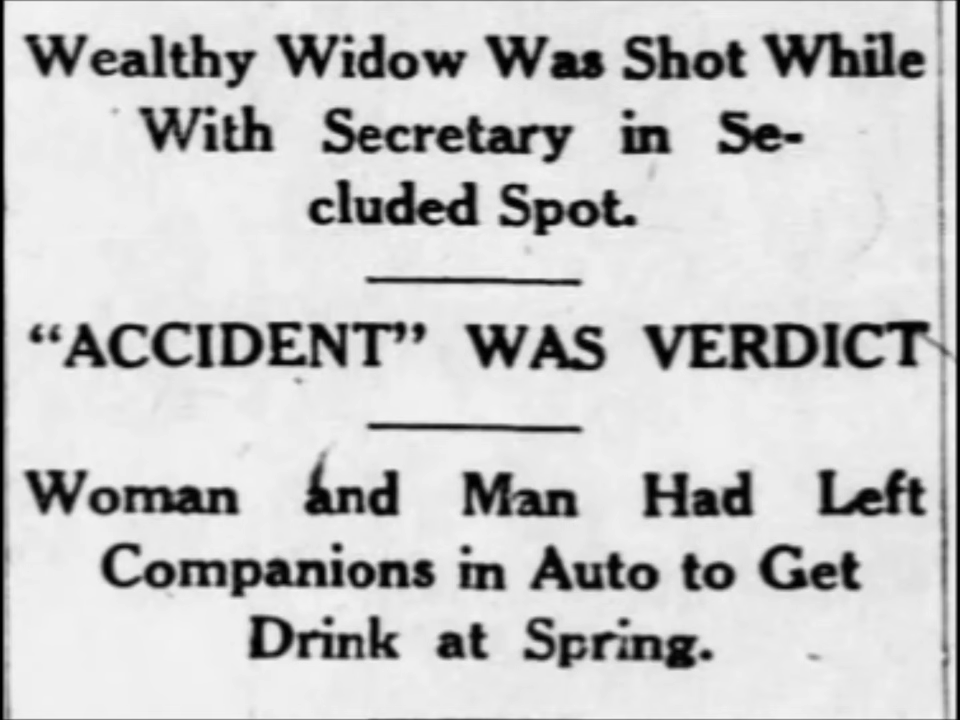 Wealthy Widow Was Shot While
With Secretary in Se-
cluded Spot.
“ACCIDENT” WAS VERDICT
Woman and Man Had Left
Companions in Auto to Get
Drink at Spring.